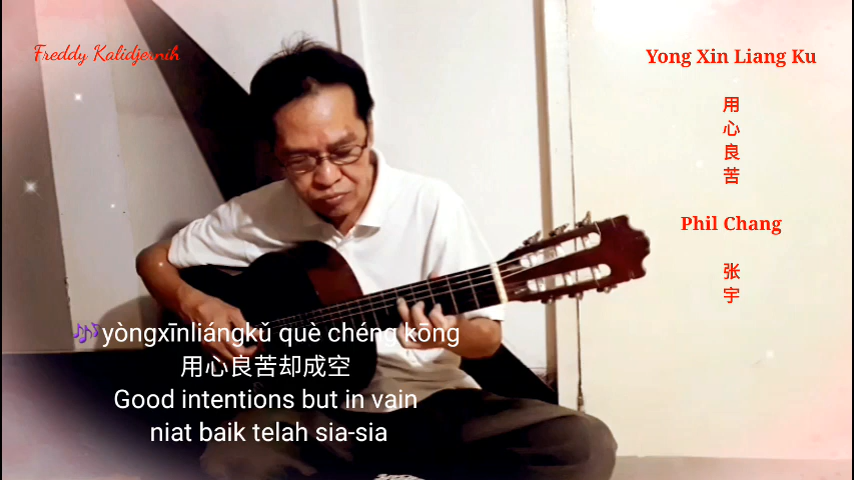 Freddy Kalidjernih
Yong Xin Liang Ku
用心良苦
Phil Chang
张宇
yòngxīnliángkǔ què chéng kōng
用心良苦却成空
Good intentions but in vain
niat baik telah sia-sia